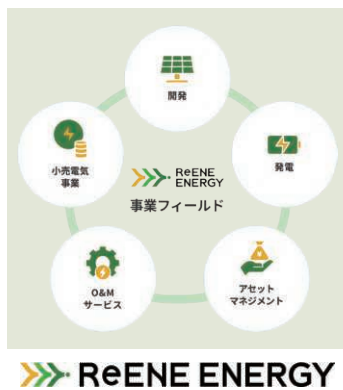 開発
発電
アセット
マネジメント
O&M
サービス
小売電気
事業
ReENE
ENERGY
事業フィールド
ReENE ENERGY